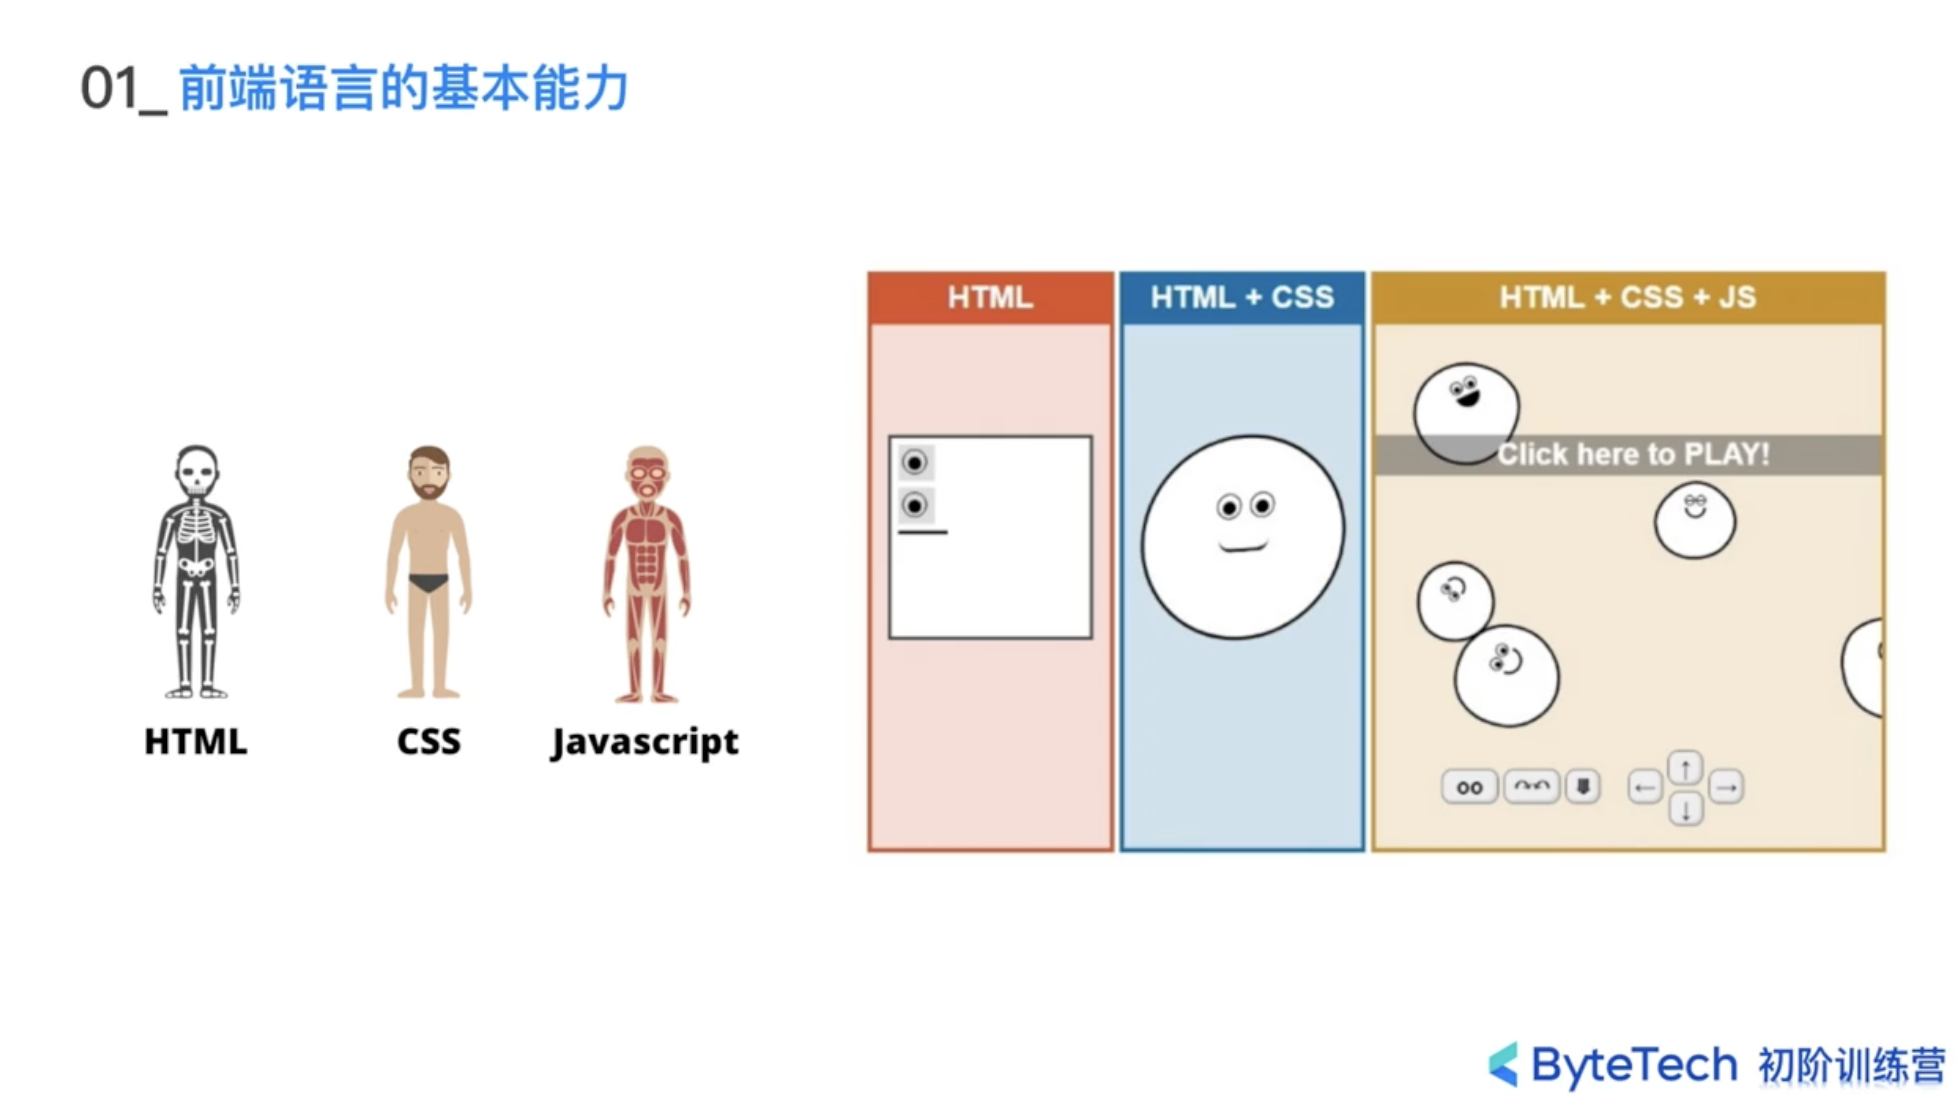 01_ 前端语言的基本能力
HTML
CSS
Javascript
HTML
HTML + CSS
HTML + CSS + JS
Click here to PLAY!
ByteTech 初阶训练营